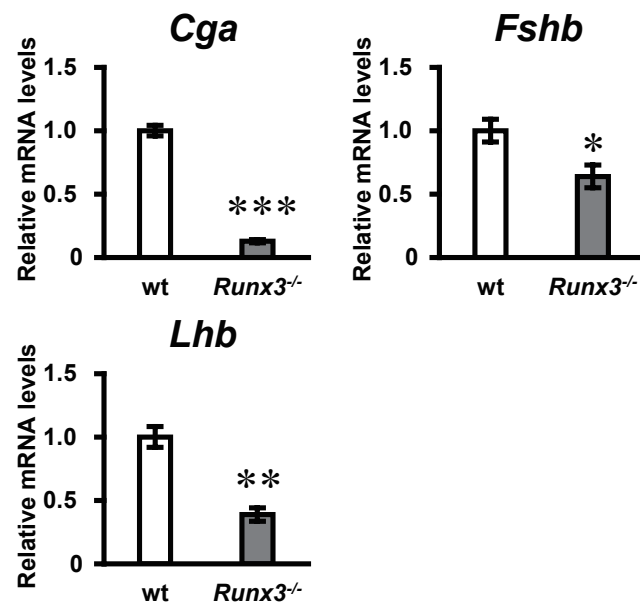 Cga
Relative mRNA levels
1.5
1.0
0.5
0
***
wt Runx3-/-
Fshb
Relative mRNA levels
1.5
1.0
0.5
0
*
wt Runx3-/-
Lhb
Relative mRNA levels
1.5
1.0
0.5
0
**
wt Runx3-/-